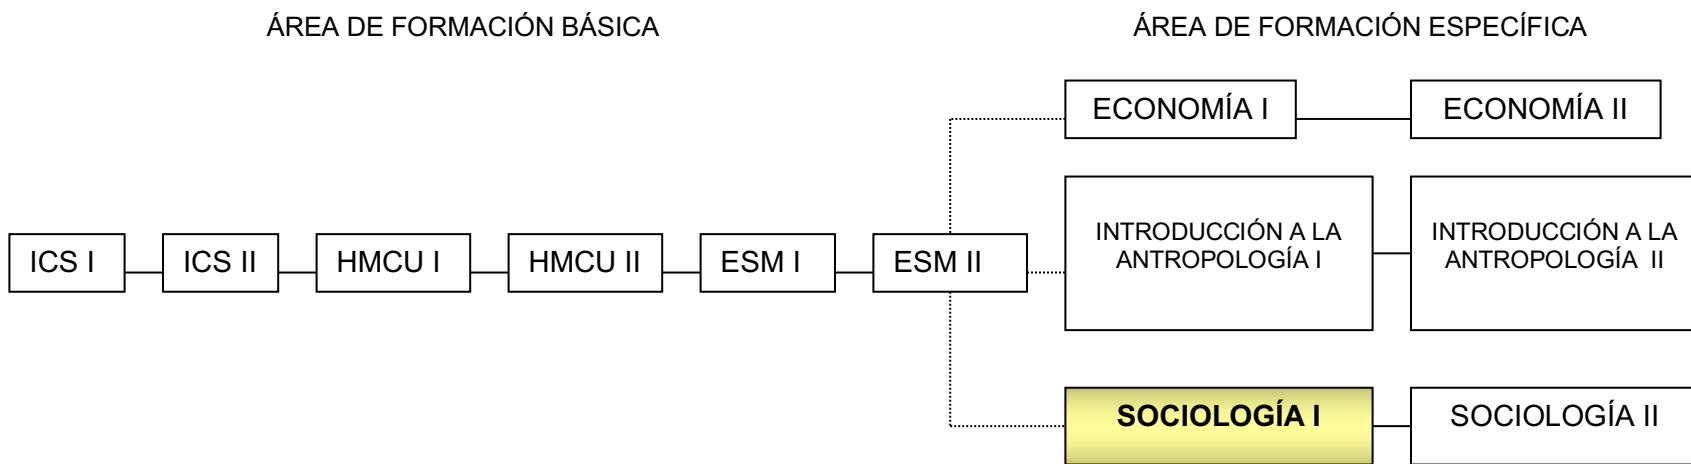 ÁREA DE FORMACIÓN BÁSICA
ÁREA DE FORMACIÓN ESPECÍFICA
ICS I
ICS II
HMCU I
HMCU II
ESM I
ESM II
ECONOMÍA I
ECONOMÍA II
INTRODUCCIÓN A LA
ANTROPOLOGÍA I
INTRODUCCIÓN A LA
ANTROPOLOGÍA II
SOCIOLOGÍA I
SOCIOLOGÍA II